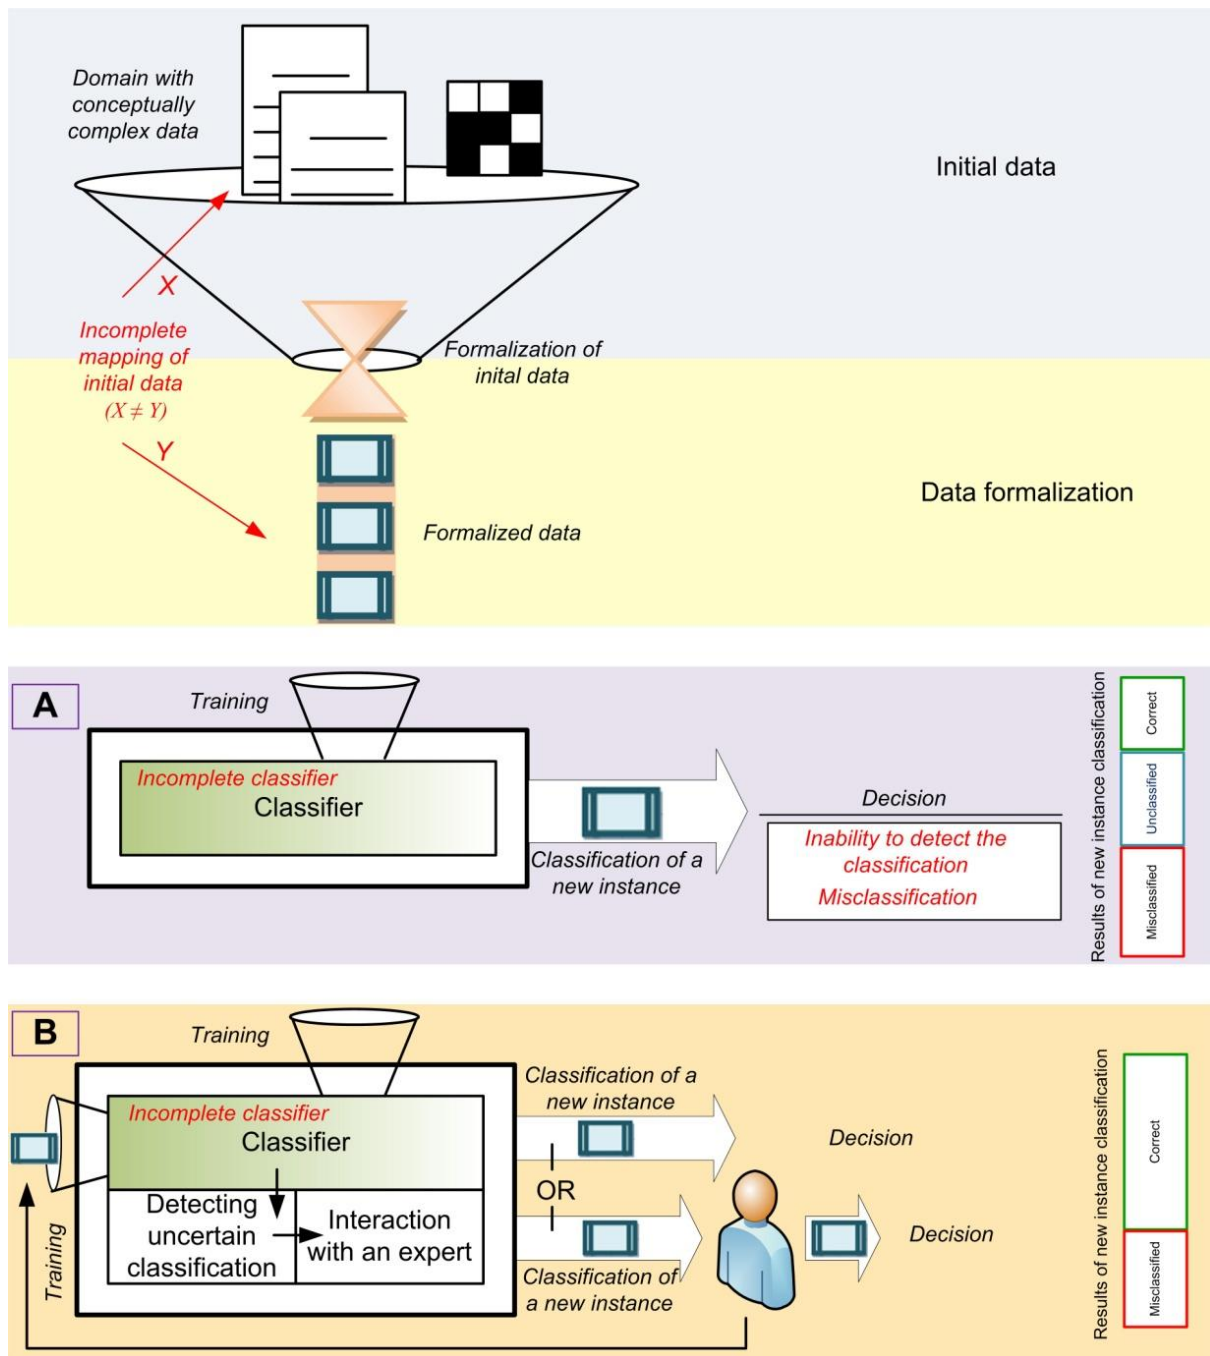 Domain with
conceptually
complex data
Initial data
X
Incomplete
mapping of
initial data
(X ≠ Y)
Formalization of
inital data
Y
Data formalization
Formalized data
A
Training
Incomplete classifier
Classifier
Classification of a
new instance
Decision
Inability to detect the
classification
Misclassification
Results of new instance classification
Correct
Unclassified
Misclassified
B
Training
Incomplete classifier
Classifier
Detecting
uncertain
classification
Interaction
with an expert
Training
Classification of a
new instance
OR
Classification of
a new instance
Decision
Decision
Results of new instance classification
Correct
Misclassified